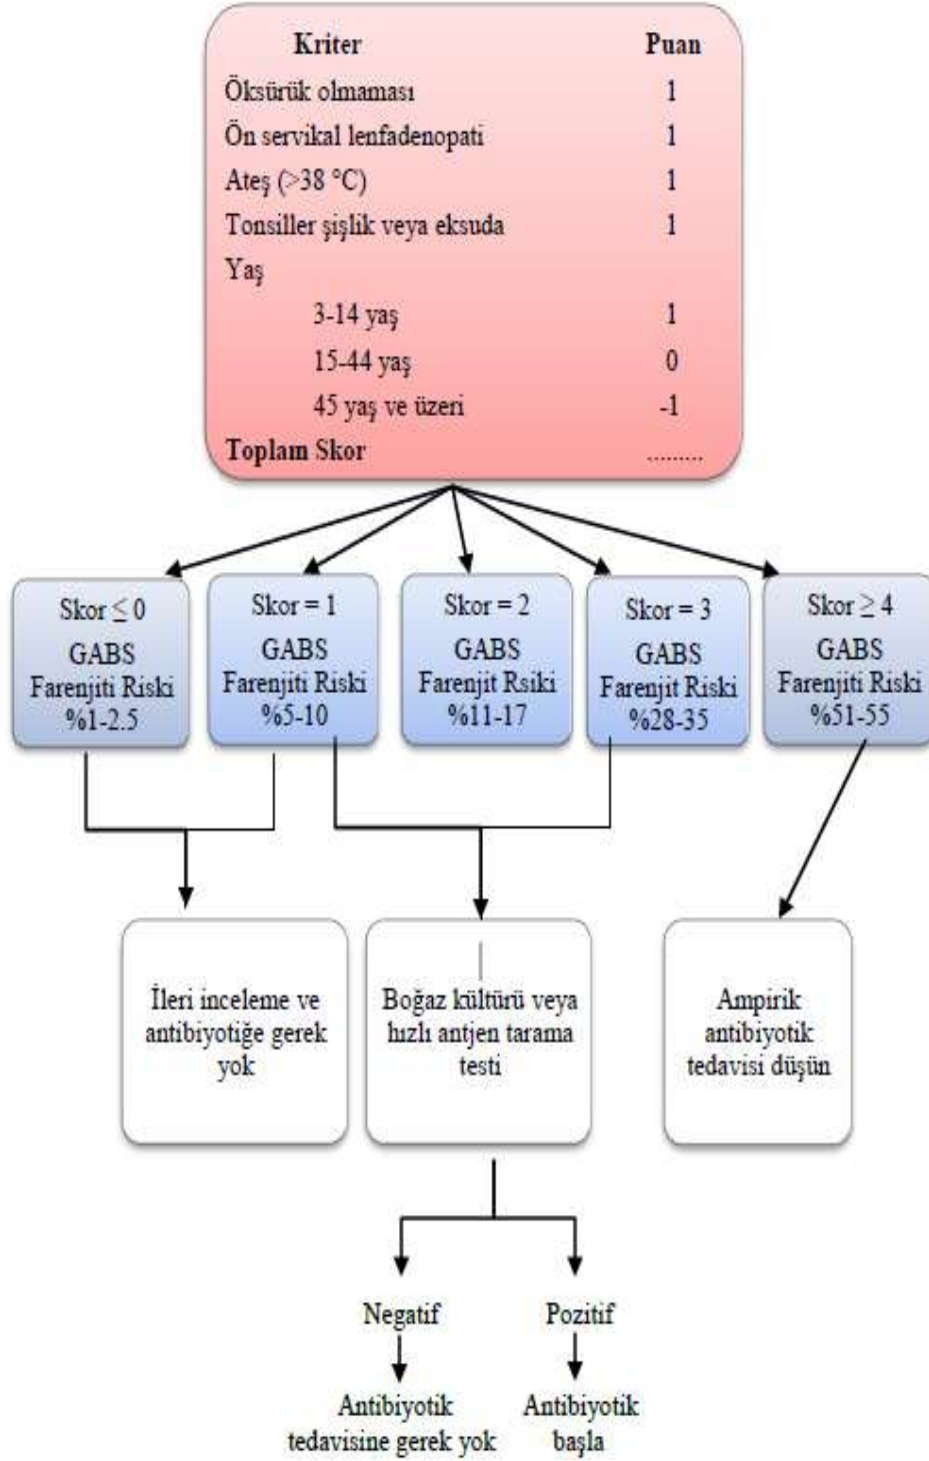 Kriter Puan
Öksürük olmaması 1
Ön servikal lenfadenopati 1
Ateş (>38 °C) 1
Tonsiller şişlik veya eksuda 1
Yaş
3-14 yaş 1
15-44 yaş 0
45 yaş ve üzeri -1
Toplam Skor .........
Skor ≤ 0
GABS
Farenjiti Riski
%1-2.5
Skor = 1
GABS
Farenjiti Riski
%5-10
Skor = 2
GABS
Farenjit Rsiki
%11-17
Skor = 3
GABS
Farenjit Riski
%28-35
Skor ≥ 4
GABS
Farenjiti Riski
%51-55
İleri inceleme ve
antibiyotiğe gerek
yok
Boğaz kültürü veya
hızlı antjen tarama
testi
Ampirik
antibiyotik
tedavisi düşün
Negatif
Pozitif
Antibiyotik
tedavisine gerek yok
Antibiyotik
başla